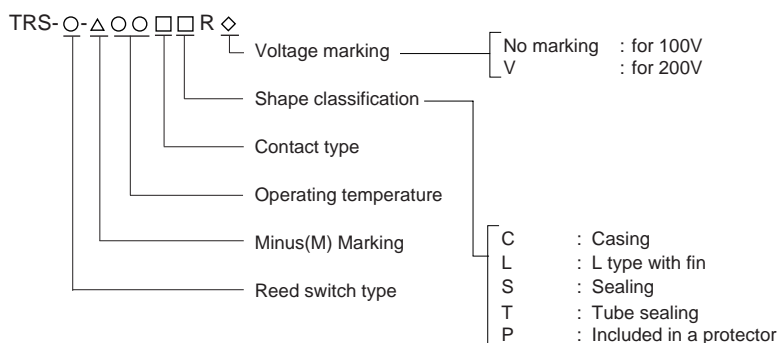 TRS-○-△○○□□R◇
Voltage marking
No marking : for 100V
V : for 200V
Shape classification
Contact type
Operating temperature
Minus(M) Marking
Reed switch type
C : Casing
L : L type with fin
S : Sealing
T : Tube sealing
P : Included in a protector